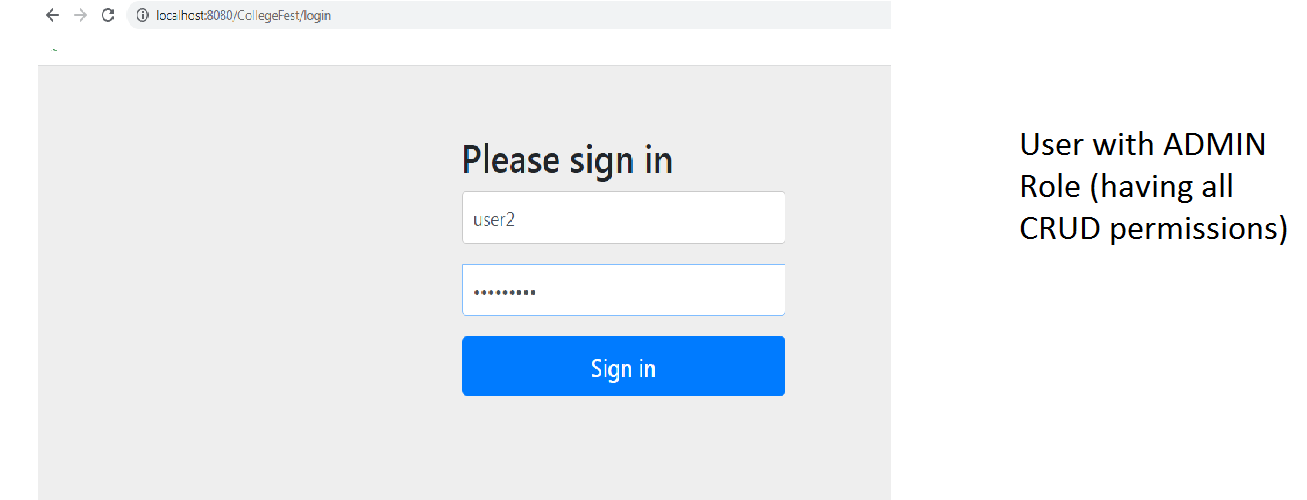 localhost:8080/CollegeFest/login
Please sign in
user2
•••••••••
Sign in
User with ADMIN
Role (having all
CRUD permissions)